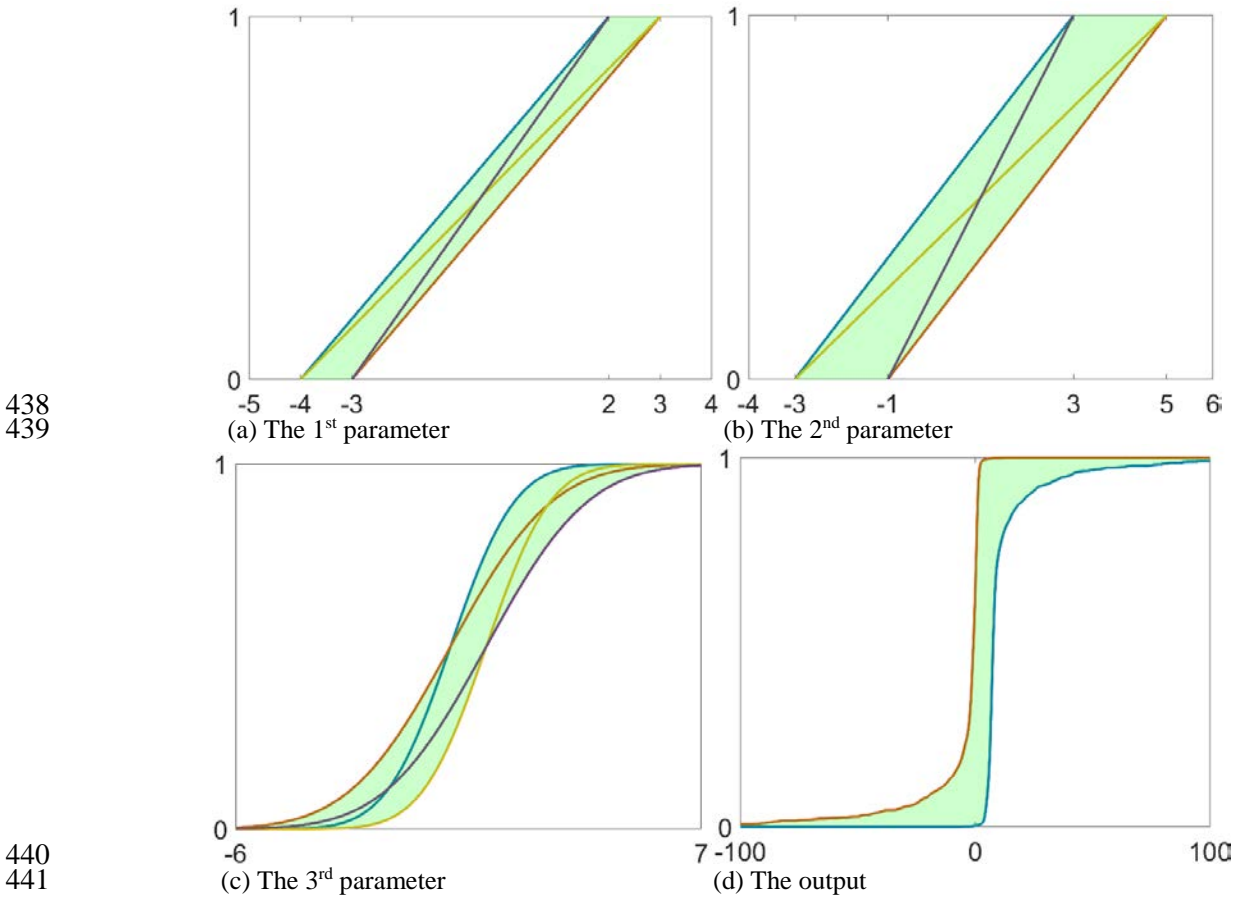 1 1
0 0
-5 -4 -3 2 3 4 -4 -3 -1 3 5 6
438
439 (a) The 1st parameter (b) The 2nd parameter
1 1
0 0
440 -6 7 -100 0 100
441 (c) The 3rd parameter (d) The output